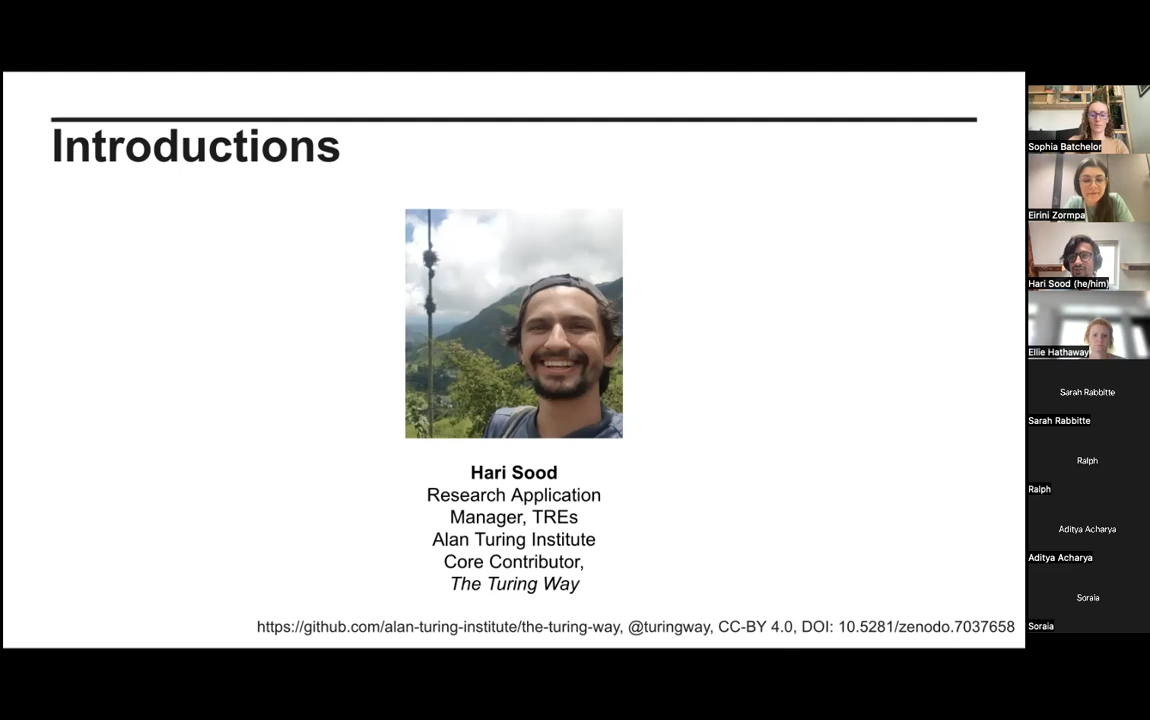 Introductions
Hari Sood
Research Application
Manager, TREs
Alan Turing Institute
Core Contributor,
The Turing Way
https://github.com/alan-turing-institute/the-turing-way, @turingway, CC-BY 4.0, DOI: 10.5281/zenodo.7037658
Sophia Batchelor
Eirini Zormpa
Hari Sood (he/him)
Ellie Hathaway
Sarah Rabbitte
Sarah Rabbitte
Ralph
Ralph
Aditya Acharya
Aditya Acharya
Soraia
Soraia